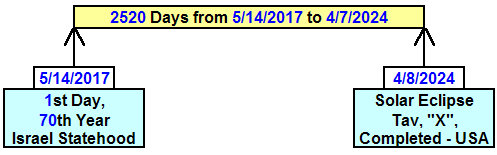 2520 Days from 5/14/2017 to 4/7/2024
5/14/2017
1st Day,
70th Year
Israel Statehood
4/8/2024
Solar Eclipse
Tav, "X",
Completed - USA